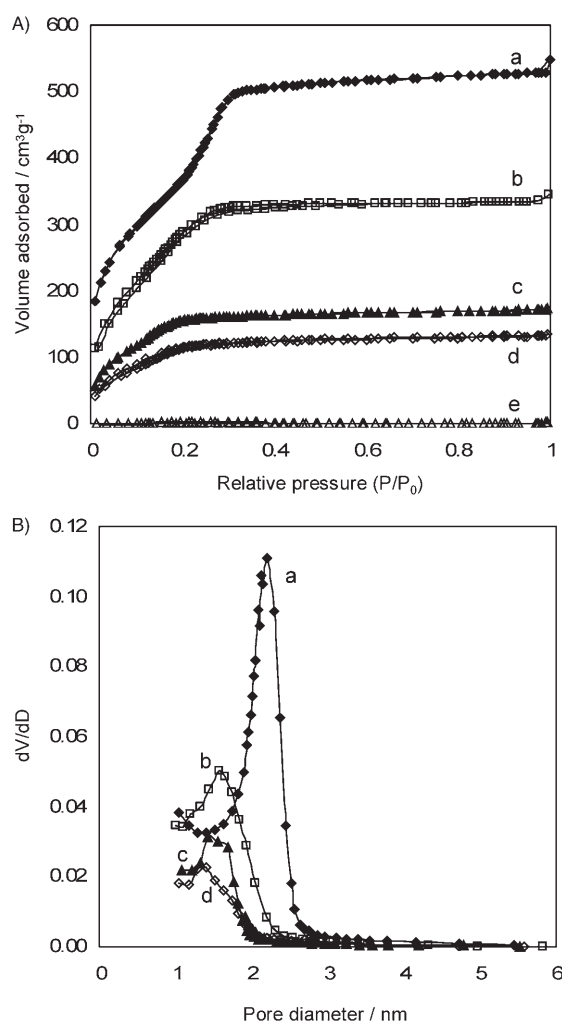 A)
600
500
400
300
200
100
0
Volume adsorbed / cm³g⁻¹
a
b
c
d
e
0 0.2 0.4 0.6 0.8 1
Relative pressure (P/P₀)
B)
0.12
0.10
0.08
0.06
0.04
0.02
0.00
dV/dD
a
b
c
d
0 1 2 3 4 5 6
Pore diameter / nm